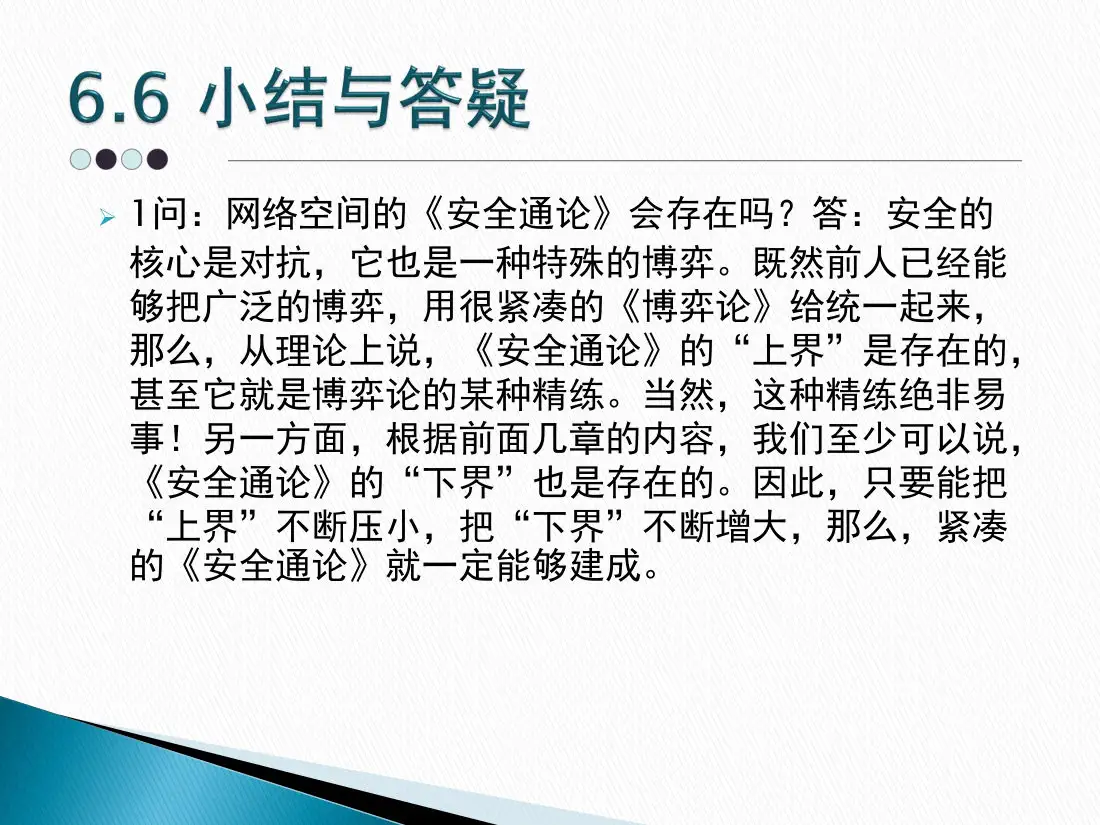 6.6 小结与答疑
1问：网络空间的《安全通论》会存在吗？答：安全的
核心是对抗，它也是一种特殊的博弈。既然前人已经能
够把广泛的博弈，用很紧凑的《博弈论》给统一起来，
那么，从理论上说，《安全通论》的“上界”是存在的，
甚至它就是博弈论的某种精练。当然，这种精练绝非易
事！另一方面，根据前面几章的内容，我们至少可以说，
《安全通论》的“下界”也是存在的。因此，只要能把
“上界”不断压小，把“下界”不断增大，那么，紧凑
的《安全通论》就一定能够建成。